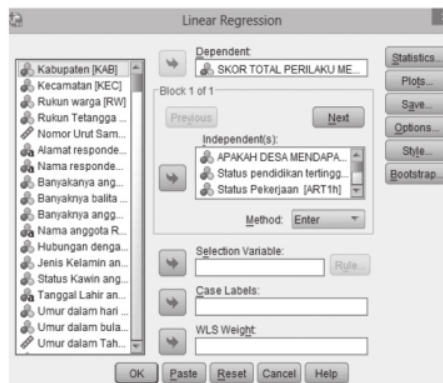 Linear Regression
Kabupaten [KAB]
Kecamatan [KEC]
Rukun warga [RW]
Rukun Tetangga ...
Nomor Urut Sam...
Alamat responde...
Nama responde...
Banyakanya ang...
Banyaknya balita ...
Banyaknya angg...
Nama anggota R...
Hubungan denga...
Jenis Kelamin an...
Status Kawin ang...
Tanggal Lahir an...
Umur dalam hari ...
Umur dalam bula...
Umur dalam Tah...
Dependent:
SKOR TOTAL PERILAKU ME...
Block 1 of 1
Previous
Next
Independent(s):
APAKAH DESA MENDAPA...
Status pendidikan tertingg...
Status Pekerjaan [ART1h]
Method: Enter
Selection Variable:
Rule...
Case Labels:
WLS Weight:
Statistics...
Plots...
Save...
Options...
Style...
Bootstrap...
OK Paste Reset Cancel Help